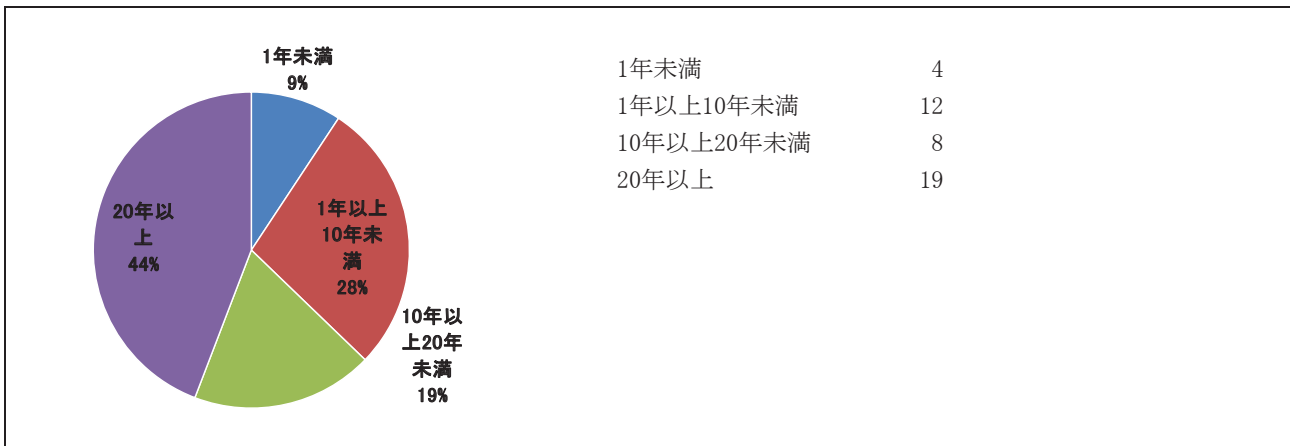 1年未満
9%
1年以上
10年未
満
28%
10年以
上20年
未満
19%
20年以
上
44%
1年未満 4
1年以上10年未満 12
10年以上20年未満 8
20年以上 19